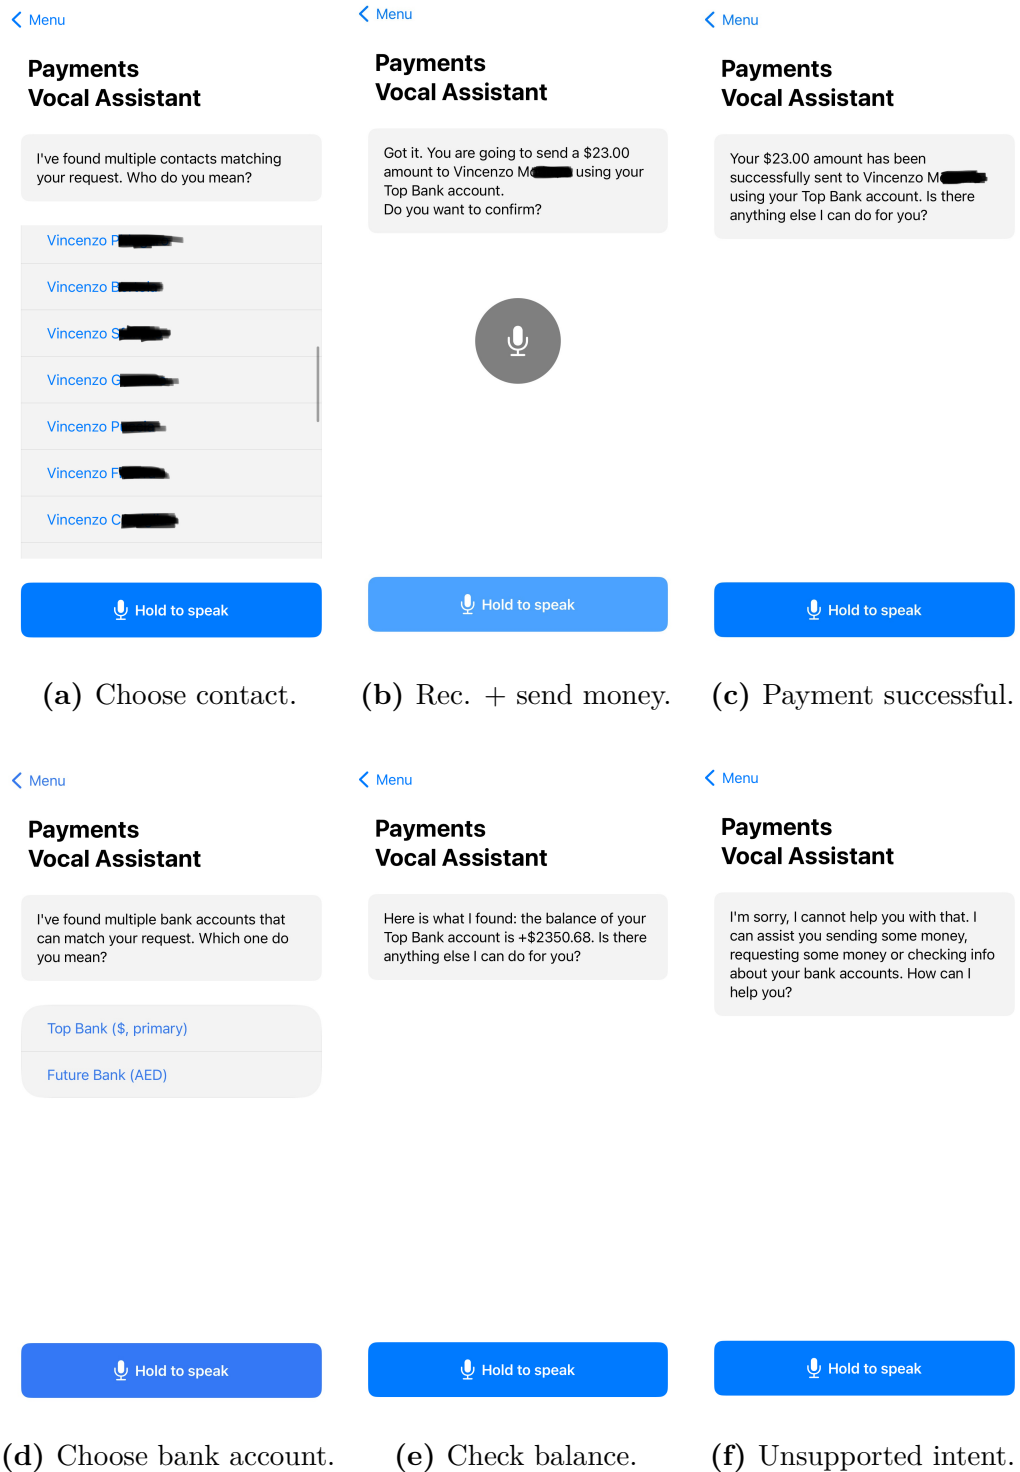 Menu
Payments
Vocal Assistant
I've found multiple contacts matching
your request. Who do you mean?
Vincenzo P
Vincenzo B
Vincenzo S
Vincenzo G
Vincenzo P
Vincenzo F
Vincenzo C
Hold to speak
(a) Choose contact.
Menu
Payments
Vocal Assistant
Got it. You are going to send a $23.00
amount to Vincenzo M using your
Top Bank account.
Do you want to confirm?
Hold to speak
(b) Rec. + send money.
Menu
Payments
Vocal Assistant
Your $23.00 amount has been
successfully sent to Vincenzo M
using your Top Bank account. Is there
anything else I can do for you?
Hold to speak
(c) Payment successful.
Menu
Payments
Vocal Assistant
I've found multiple bank accounts that
can match your request. Which one do
you mean?
Top Bank ($, primary)
Future Bank (AED)
Hold to speak
(d) Choose bank account.
Menu
Payments
Vocal Assistant
Here is what I found: the balance of your
Top Bank account is +$2350.68. Is there
anything else I can do for you?
Hold to speak
(e) Check balance.
Menu
Payments
Vocal Assistant
I'm sorry, I cannot help you with that. I
can assist you sending some money,
requesting some money or checking info
about your bank accounts. How can I
help you?
Hold to speak
(f) Unsupported intent.